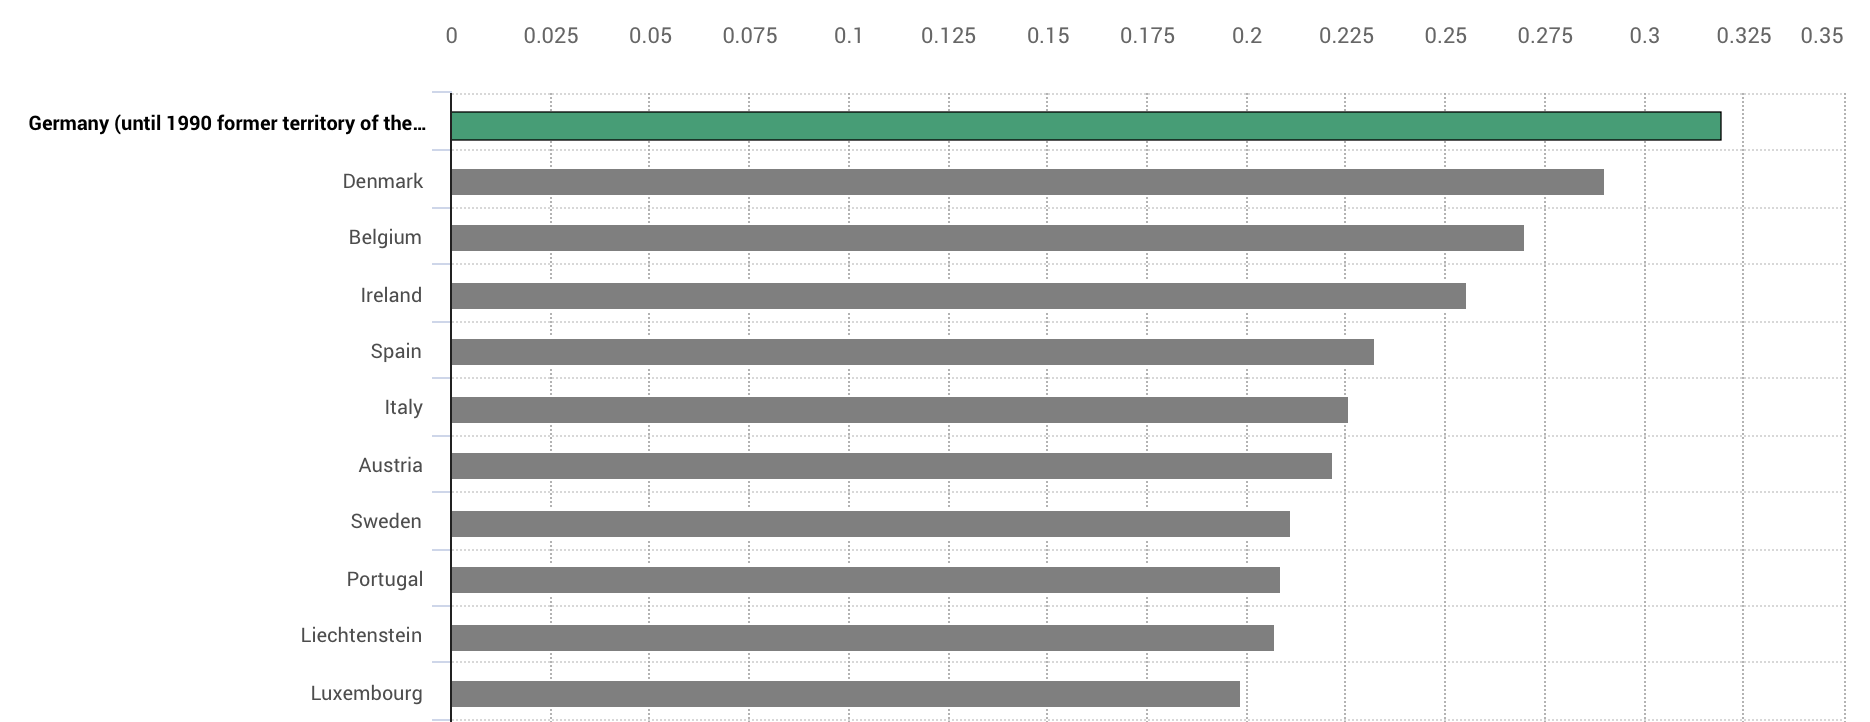 0 0.025 0.05 0.075 0.1 0.125 0.15 0.175 0.2 0.225 0.25 0.275 0.3 0.325 0.35
Germany (until 1990 former territory of the…
Denmark
Belgium
Ireland
Spain
Italy
Austria
Sweden
Portugal
Liechtenstein
Luxembourg